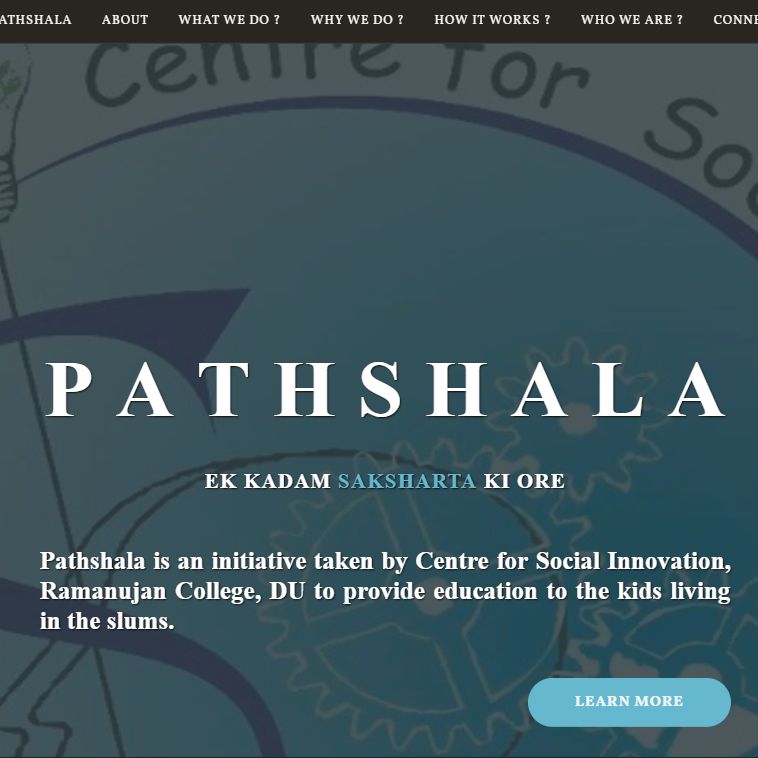 ATHSHALA ABOUT WHAT WE DO ? WHY WE DO ? HOW IT WORKS ? WHO WE ARE ? CONNE
Centre for Soc
PATHSHALA
EK KADAM SAKSHARTA KI ORE
Pathshala is an initiative taken by Centre for Social Innovation,
Ramanujan College, DU to provide education to the kids living
in the slums.
LEARN MORE